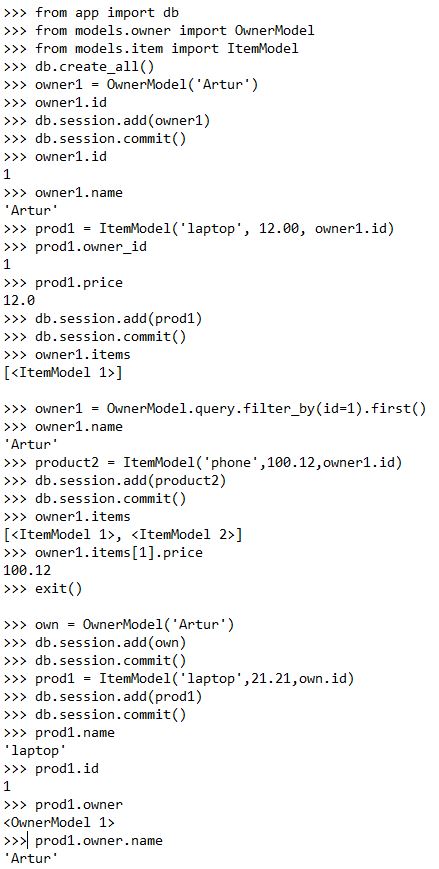 >>> from app import db
>>> from models.owner import OwnerModel
>>> from models.item import ItemModel
>>> db.create_all()
>>> owner1 = OwnerModel('Artur')
>>> owner1.id
>>> db.session.add(owner1)
>>> db.session.commit()
>>> owner1.id
1
>>> owner1.name
'Artur'
>>> prod1 = ItemModel('laptop', 12.00, owner1.id)
>>> prod1.owner_id
1
>>> prod1.price
12.0
>>> db.session.add(prod1)
>>> db.session.commit()
>>> owner1.items
[<ItemModel 1>]

>>> owner1 = OwnerModel.query.filter_by(id=1).first()
>>> owner1.name
'Artur'
>>> product2 = ItemModel('phone',100.12,owner1.id)
>>> db.session.add(product2)
>>> db.session.commit()
>>> owner1.items
[<ItemModel 1>, <ItemModel 2>]
>>> owner1.items[1].price
100.12
>>> exit()

>>> own = OwnerModel('Artur')
>>> db.session.add(own)
>>> db.session.commit()
>>> prod1 = ItemModel('laptop',21.21,own.id)
>>> db.session.add(prod1)
>>> db.session.commit()
>>> prod1.name
'laptop'
>>> prod1.id
1
>>> prod1.owner
<OwnerModel 1>
>>> prod1.owner.name
'Artur'